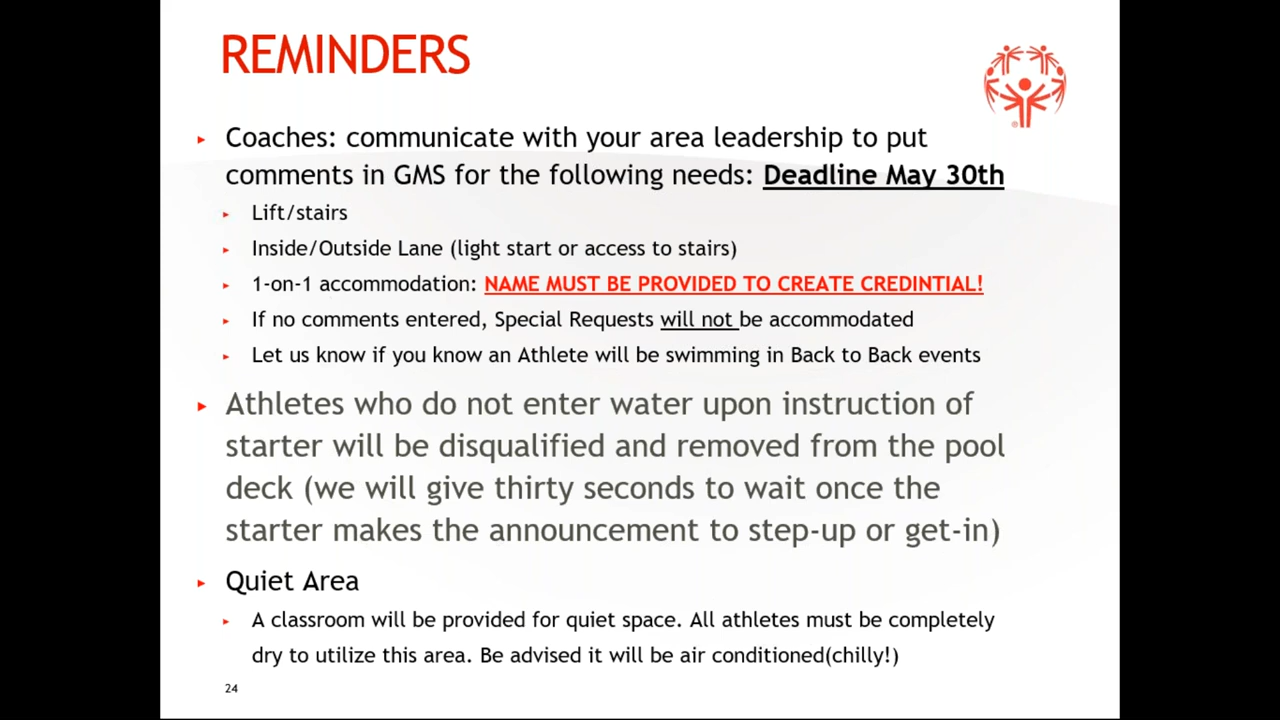 REMINDERS
Coaches: communicate with your area leadership to put
comments in GMS for the following needs: Deadline May 30th
Lift/stairs
Inside/Outside Lane (light start or access to stairs)
1-on-1 accommodation: NAME MUST BE PROVIDED TO CREATE CREDINTIAL!
If no comments entered, Special Requests will not be accommodated
Let us know if you know an Athlete will be swimming in Back to Back events
Athletes who do not enter water upon instruction of
starter will be disqualified and removed from the pool
deck (we will give thirty seconds to wait once the
starter makes the announcement to step-up or get-in)
Quiet Area
A classroom will be provided for quiet space. All athletes must be completely
dry to utilize this area. Be advised it will be air conditioned(chilly!)
24